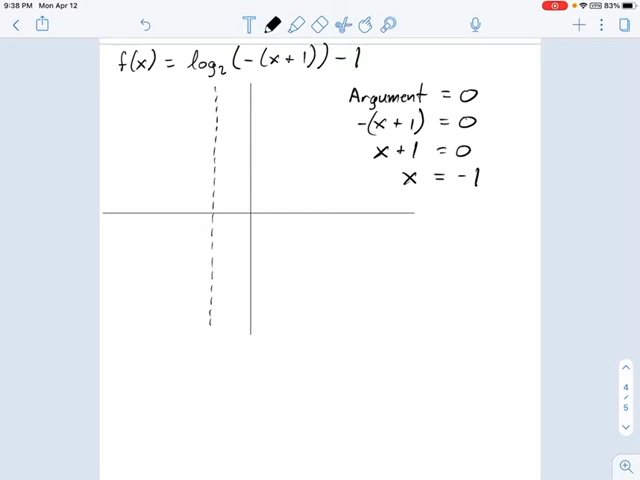 9:38 PM Mon Apr 12
VPN 83%
f(x) = log₂(-(x + 1)) - 1
Argument = 0
-(x + 1) = 0
x + 1 = 0
x = -1
T
4
/
5